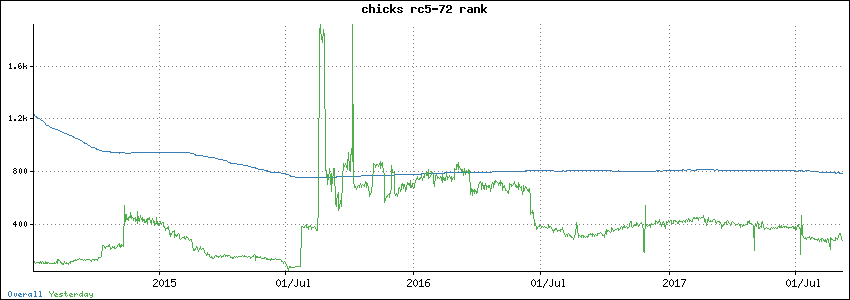 chicks rc5-72 rank
1.6k
1.2k
800
400
2015 01/Jul 2016 01/Jul 2017 01/Jul
Overall Yesterday